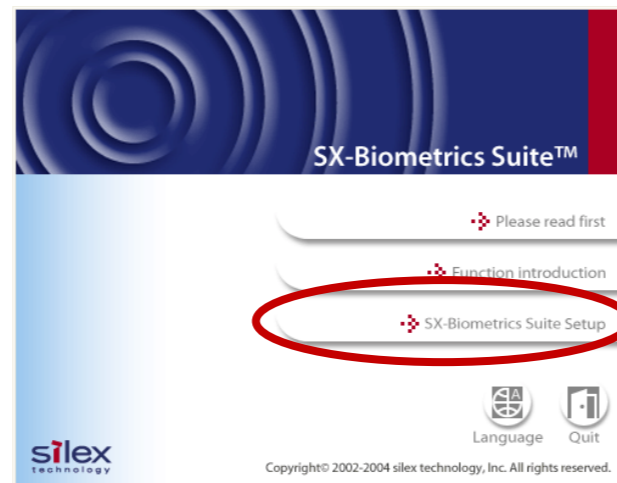 SX-Biometrics Suite™
Please read first
Function introduction
SX-Biometrics Suite Setup
A
Language Quit
silex
technology
Copyright© 2002-2004 silex technology, Inc. All rights reserved.